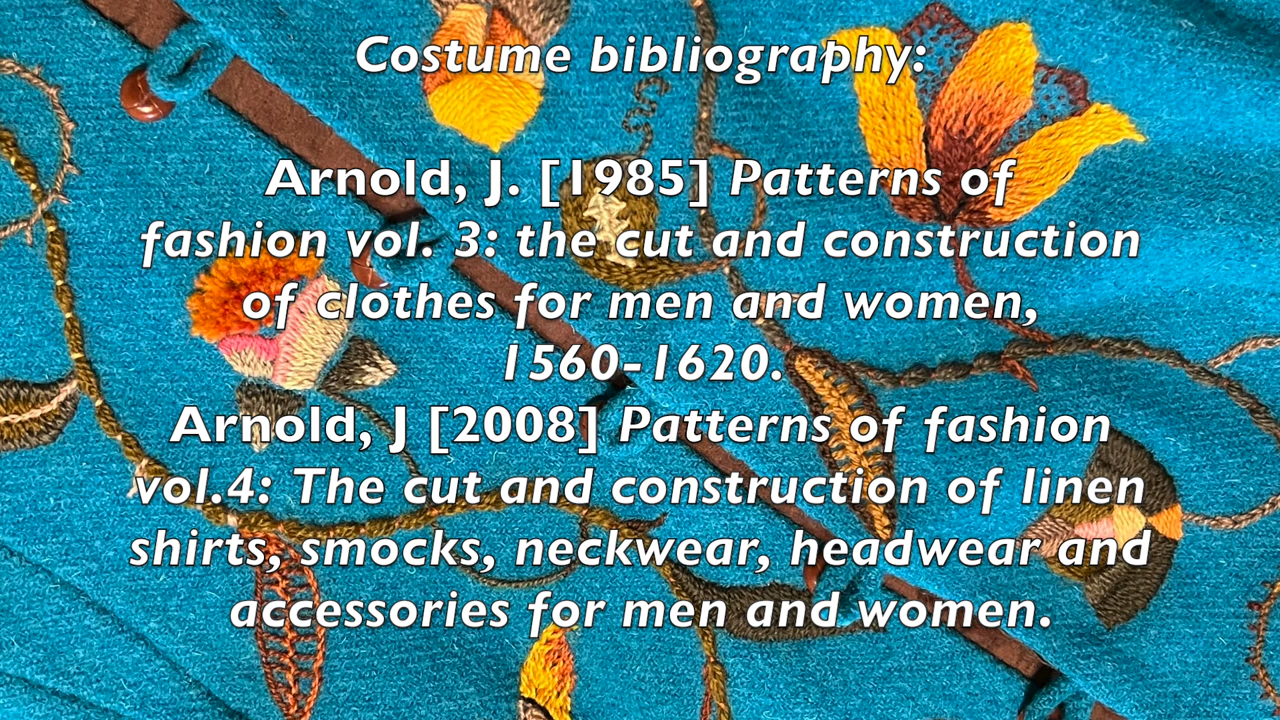 Costume bibliography:
Arnold, J. [1985] Patterns of
fashion vol. 3: the cut and construction
of clothes for men and women,
1560-1620.
Arnold, J [2008] Patterns of fashion
vol.4: The cut and construction of linen
shirts, smocks, neckwear, headwear and
accessories for men and women.